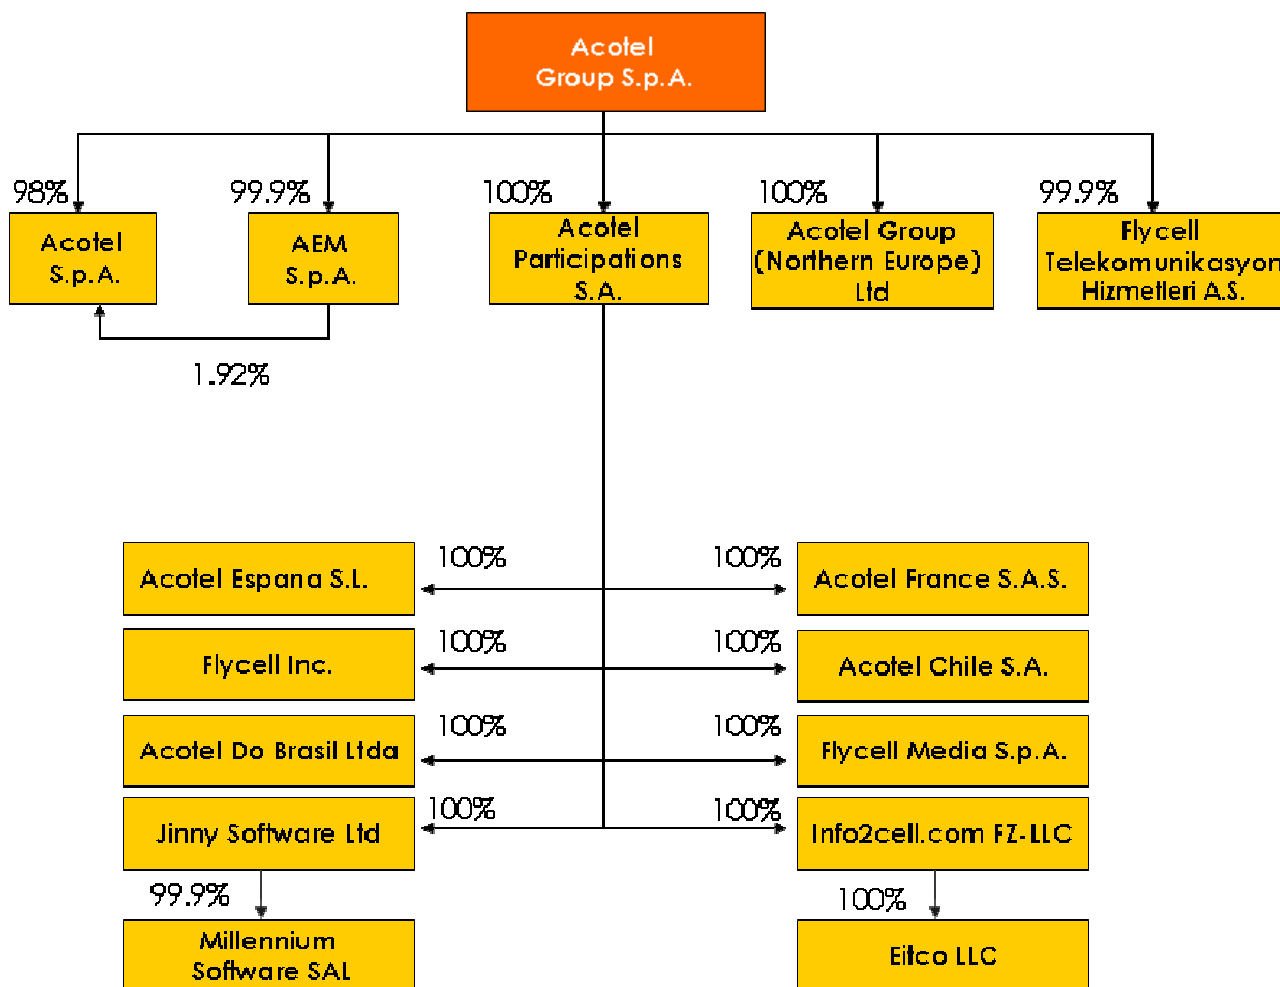 Acotel
Group S.p.A.
98%
99.9%
100%
100%
99.9%
Acotel
S.p.A.
AEM
S.p.A.
Acotel
Participations
S.A.
Acotel Group
(Northern Europe)
Ltd
Flycell
Telekomunikasyon
Hizmetleri A.S.
1.92%
100%
100%
Acotel Espana S.L.
Acotel France S.A.S.
100%
100%
Flycell Inc.
Acotel Chile S.A.
100%
100%
Acotel Do Brasil Ltda
Flycell Media S.p.A.
100%
100%
Jinny Software Ltd
Info2cell.com FZ-LLC
99.9%
100%
Millennium
Software SAL
Eitco LLC